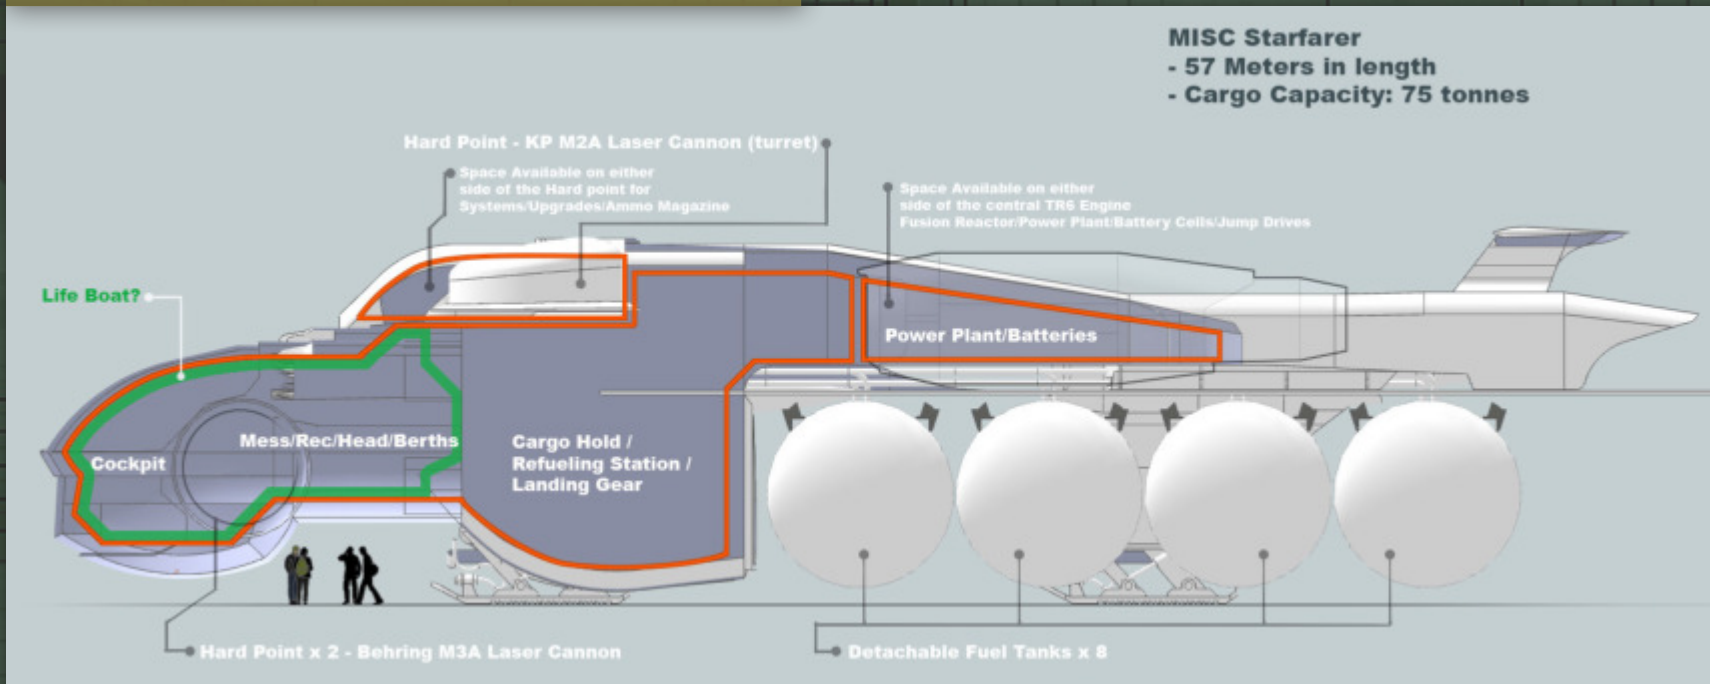 MISC Starfarer
- 57 Meters in length
- Cargo Capacity: 75 tonnes
Hard Point - KP M2A Laser Cannon (turret)
Space Available on either
side of the Hard point for
Systems/Upgrades/Ammo Magazine
Space Available on either
side of the central TR6 Engine
Fusion Reactor/Power Plant/Battery Cells/Jump Drives
Life Boat?
Power Plant/Batteries
Mess/Rec/Head/Berths
Cockpit
Cargo Hold /
Refueling Station /
Landing Gear
Hard Point x 2 - Behring M3A Laser Cannon
Detachable Fuel Tanks x 8